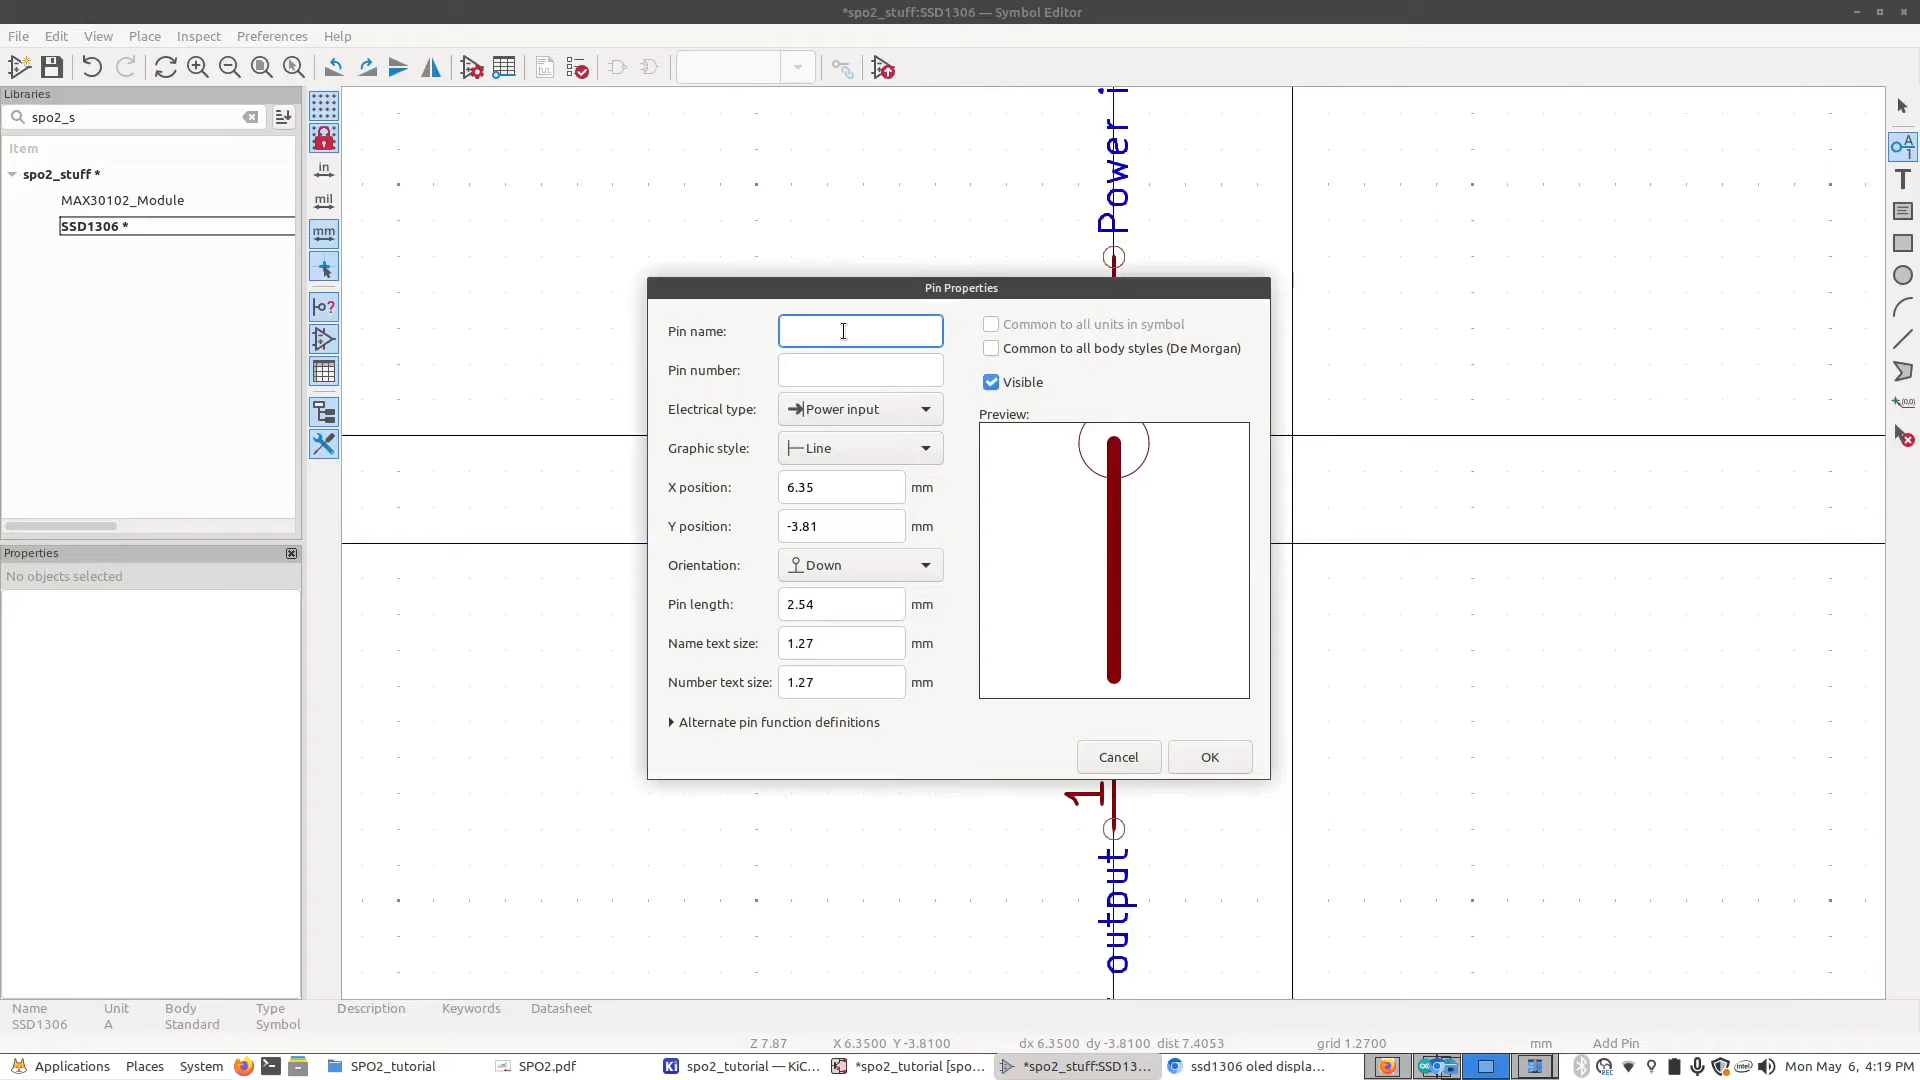 *spo2_stuff:SSD1306 — Symbol Editor
File Edit View Place Inspect Preferences Help
Libraries
spo2_s
Item
spo2_stuff *
MAX30102_Module
SSD1306 *
in
mil
mm
Properties
No objects selected
Power i
Pin Properties
Pin name:
Pin number:
Electrical type: Power input
Graphic style: Line
X position: 6.35 mm
Y position: -3.81 mm
Orientation: Down
Pin length: 2.54 mm
Name text size: 1.27 mm
Number text size: 1.27 mm
Alternate pin function definitions
Common to all units in symbol
Common to all body styles (De Morgan)
Visible
Preview:
Cancel OK
1
output
Name Unit Body Type Description Keywords Datasheet
SSD1306 A Standard Symbol
Z 7.87 X 6.3500 Y -3.8100 dx 6.3500 dy -3.8100 dist 7.4053 grid 1.2700 mm Add Pin
Applications Places System SPO2_tutorial SPO2.pdf spo2_tutorial — KiC... *spo2_tutorial [spo... *spo2_stuff:SSD13... ssd1306 oled displa... Mon May 6, 4:19 PM